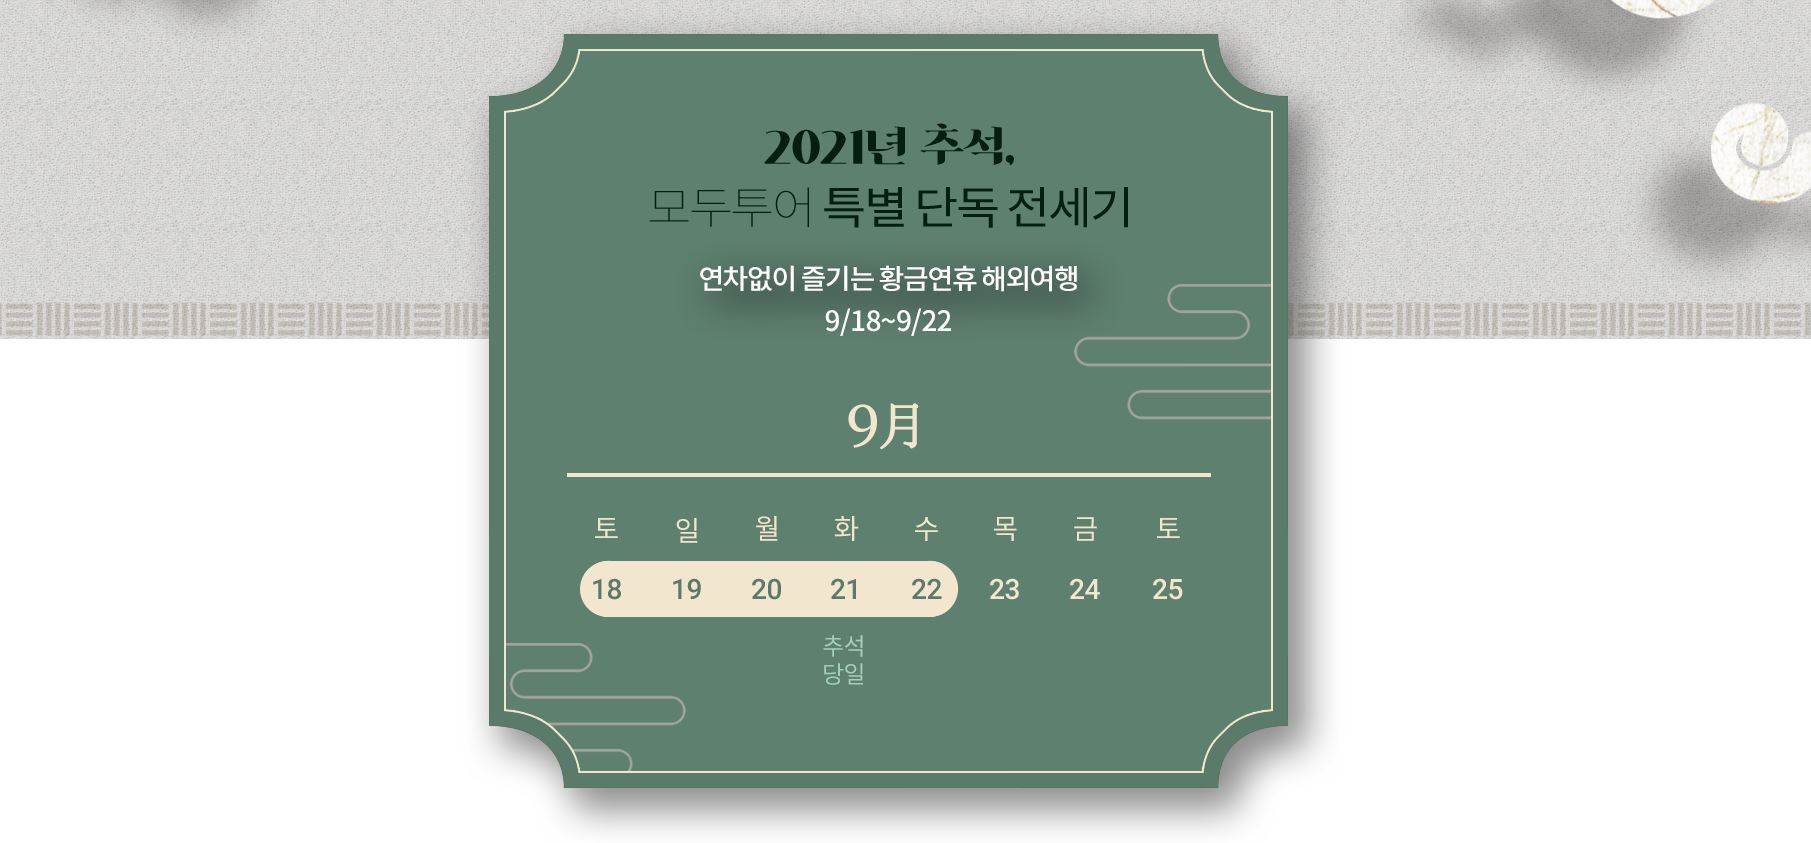 2021년 추석,
모두투어 특별 단독 전세기
연차없이 즐기는 황금연휴 해외여행
9/18~9/22
9月
토 일 월 화 수 목 금 토
18 19 20 21 22 23 24 25
추석
당일